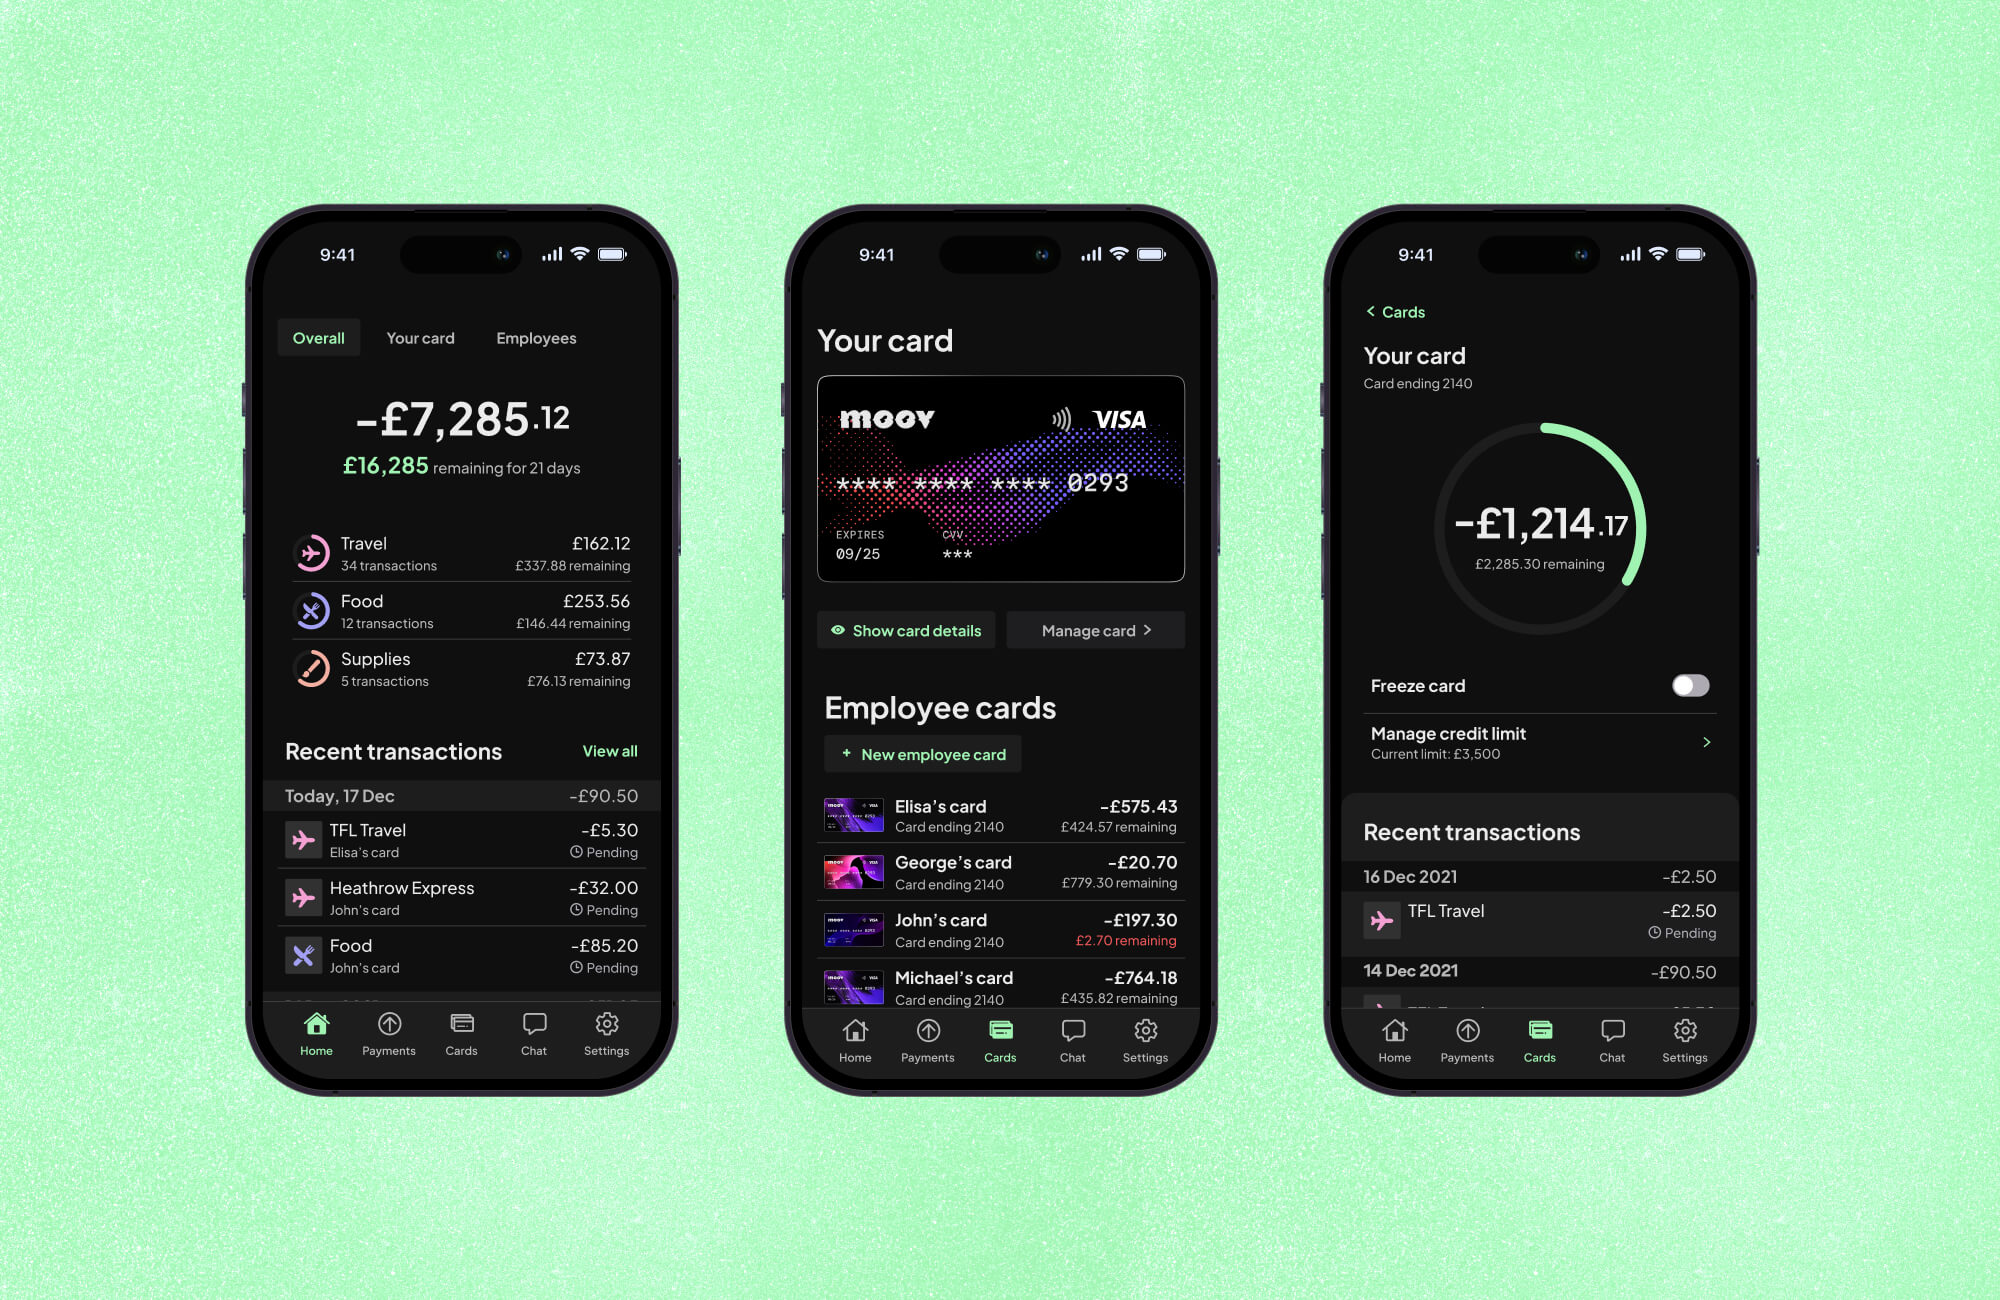 9:41
Overall
Your card
Employees
-£7,285.12
£16,285 remaining for 21 days
Travel £162.12
34 transactions £337.88 remaining
Food £253.56
12 transactions £146.44 remaining
Supplies £73.87
5 transactions £76.13 remaining
Recent transactions View all
Today, 17 Dec -£90.50
TFL Travel -£5.30
Elisa's card Pending
Heathrow Express -£32.00
John's card Pending
Food -£85.20
John's card Pending
Home Payments Cards Chat Settings
9:41
Your card
moov VISA
**** **** **** 0293
EXPIRES CVV
09/25 ***
Show card details
Manage card
Employee cards
+ New employee card
Elisa's card -£575.43
Card ending 2140 £424.57 remaining
George's card -£20.70
Card ending 2140 £779.30 remaining
John's card -£197.30
Card ending 2140 £2.70 remaining
Michael's card -£764.18
Card ending 2140 £435.82 remaining
Home Payments Cards Chat Settings
9:41
Cards
Your card
Card ending 2140
-£1,214.17
£2,285.30 remaining
Freeze card
Manage credit limit
Current limit: £3,500
Recent transactions
16 Dec 2021 -£2.50
TFL Travel -£2.50
Pending
14 Dec 2021 -£90.50
Home Payments Cards Chat Settings